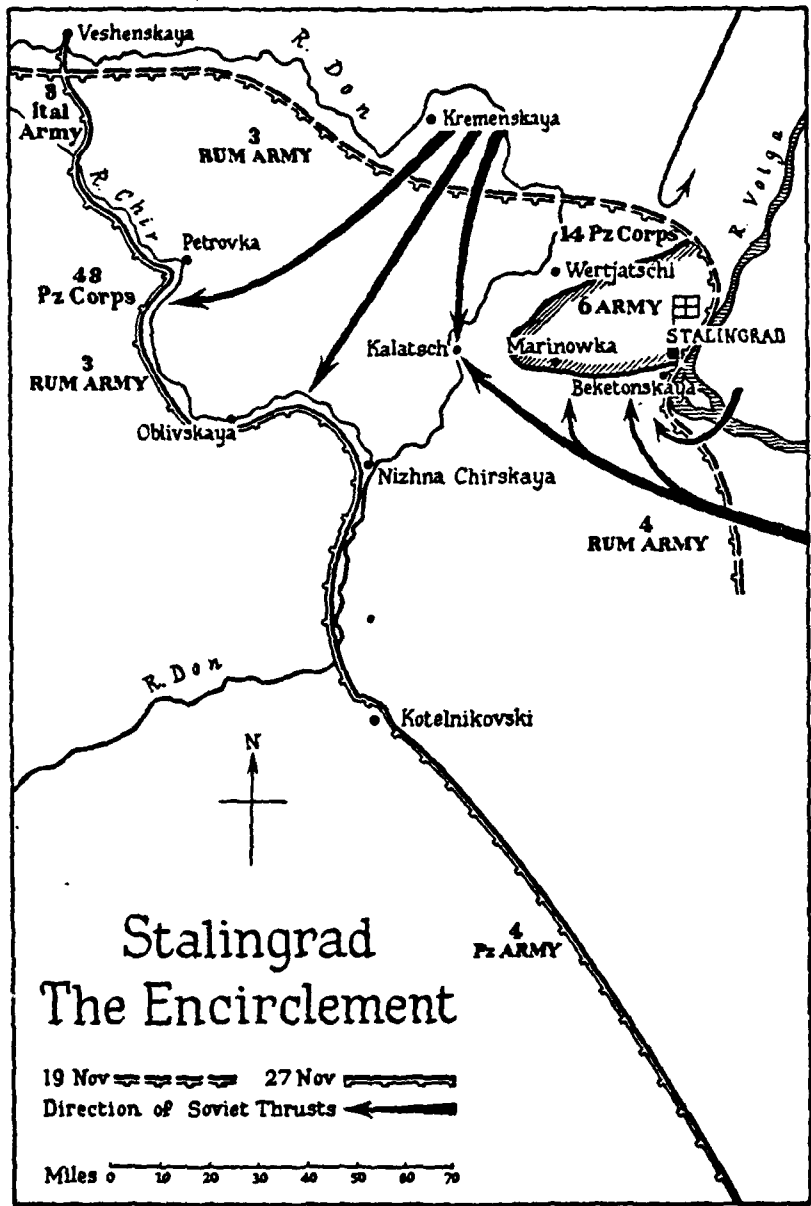 Veshenskaya
R. Don
8
Ital
Army
3
RUM ARMY
Kremenskaya
R. Volga
R. Chir
Petrovka
14 Pz Corps
Wertjatschi
48
Pz Corps
6 ARMY
STALINGRAD
Kalatsch
Marinowka
3
RUM ARMY
Beketonskaya
Oblivskaya
Nizhna Chirskaya
4
RUM ARMY
R. Don
Kotelnikovski
N
4
Pz ARMY
Stalingrad
The Encirclement
19 Nov 27 Nov
Direction of Soviet Thrusts
Miles 0 10 20 30 40 50 60 70